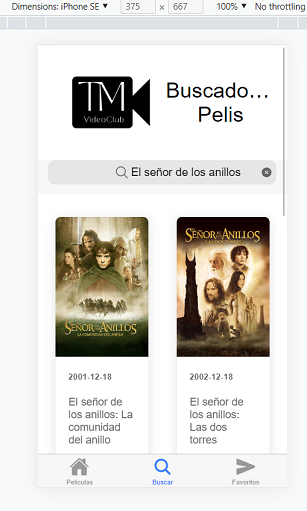 Dimensions: iPhone SE ▼ 375 × 667 100% ▼ No throttling
TM
VideoClub
Buscado…
Pelis
El señor de los anillos
EL SEÑOR DE LOS ANILLOS
LA COMUNIDAD DEL ANILLO
EL SEÑOR DE LOS ANILLOS
LAS DOS TORRES
2001-12-18
El señor de
los anillos: La
comunidad
del anillo
2002-12-18
El señor de
los anillos:
Las dos
torres
Peliculas
Buscar
Favoritos